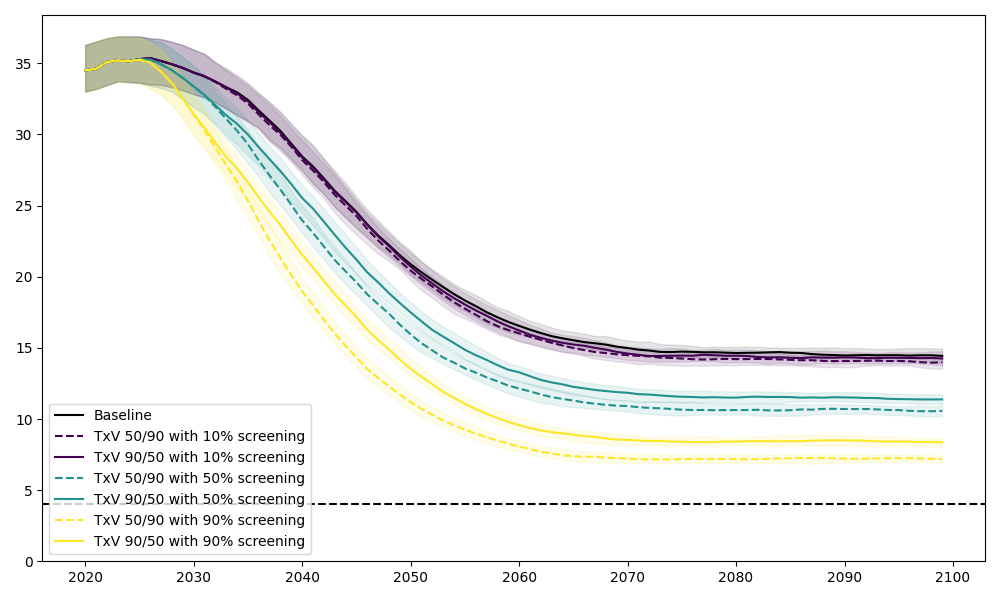 35
30
25
20
15
10
5
0
Baseline
TxV 50/90 with 10% screening
TxV 90/50 with 10% screening
TxV 50/90 with 50% screening
TxV 90/50 with 50% screening
TxV 50/90 with 90% screening
TxV 90/50 with 90% screening
2020 2030 2040 2050 2060 2070 2080 2090 2100